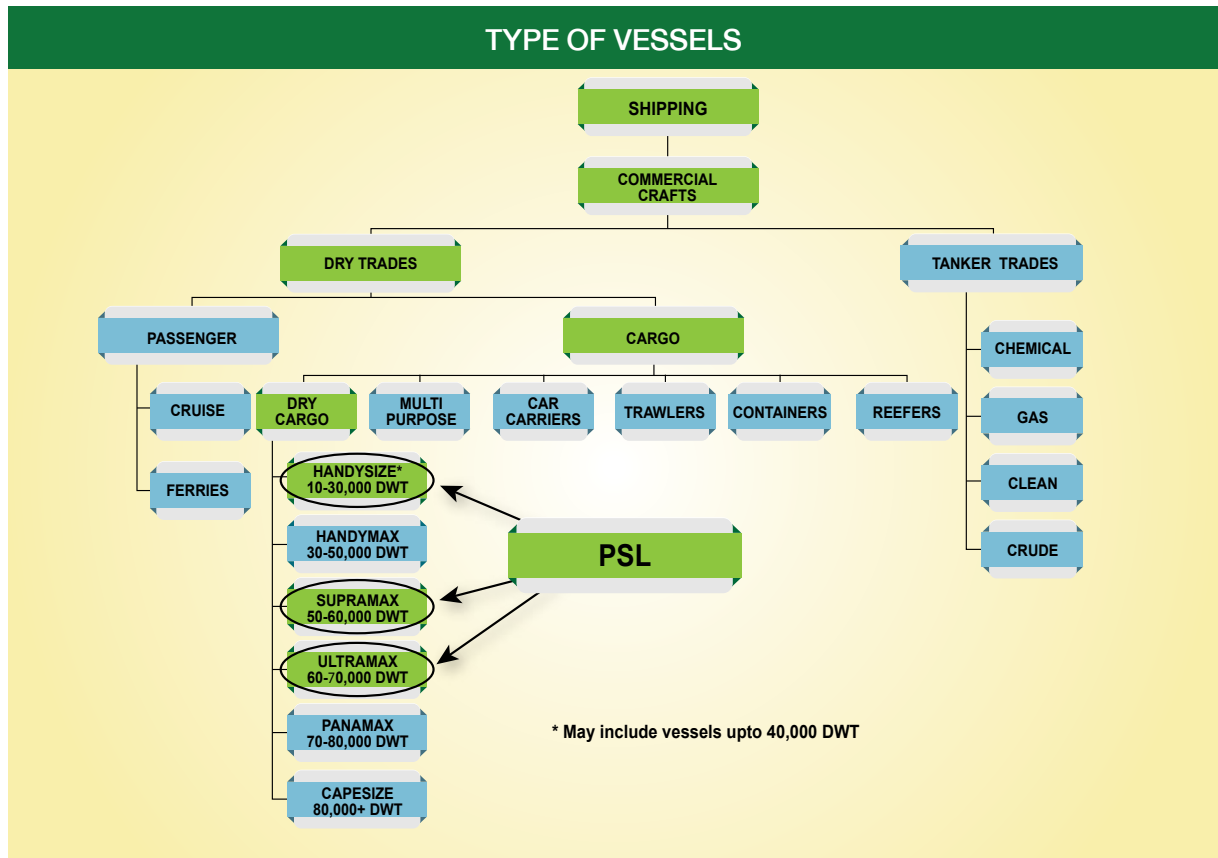 TYPE OF VESSELS
SHIPPING
COMMERCIAL
CRAFTS
DRY TRADES
TANKER TRADES
PASSENGER
CARGO
CHEMICAL
GAS
CLEAN
CRUDE
CRUISE
FERRIES
DRY
CARGO
MULTI
PURPOSE
CAR
CARRIERS
TRAWLERS
CONTAINERS
REEFERS
HANDYSIZE*
10-30,000 DWT
HANDYMAX
30-50,000 DWT
SUPRAMAX
50-60,000 DWT
ULTRAMAX
60-70,000 DWT
PANAMAX
70-80,000 DWT
CAPESIZE
80,000+ DWT
PSL
* May include vessels upto 40,000 DWT